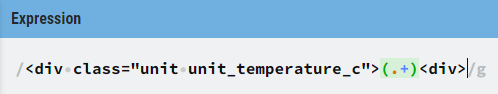 Expression
/<div class="unit unit_temperature_c">(.+)<div>/g